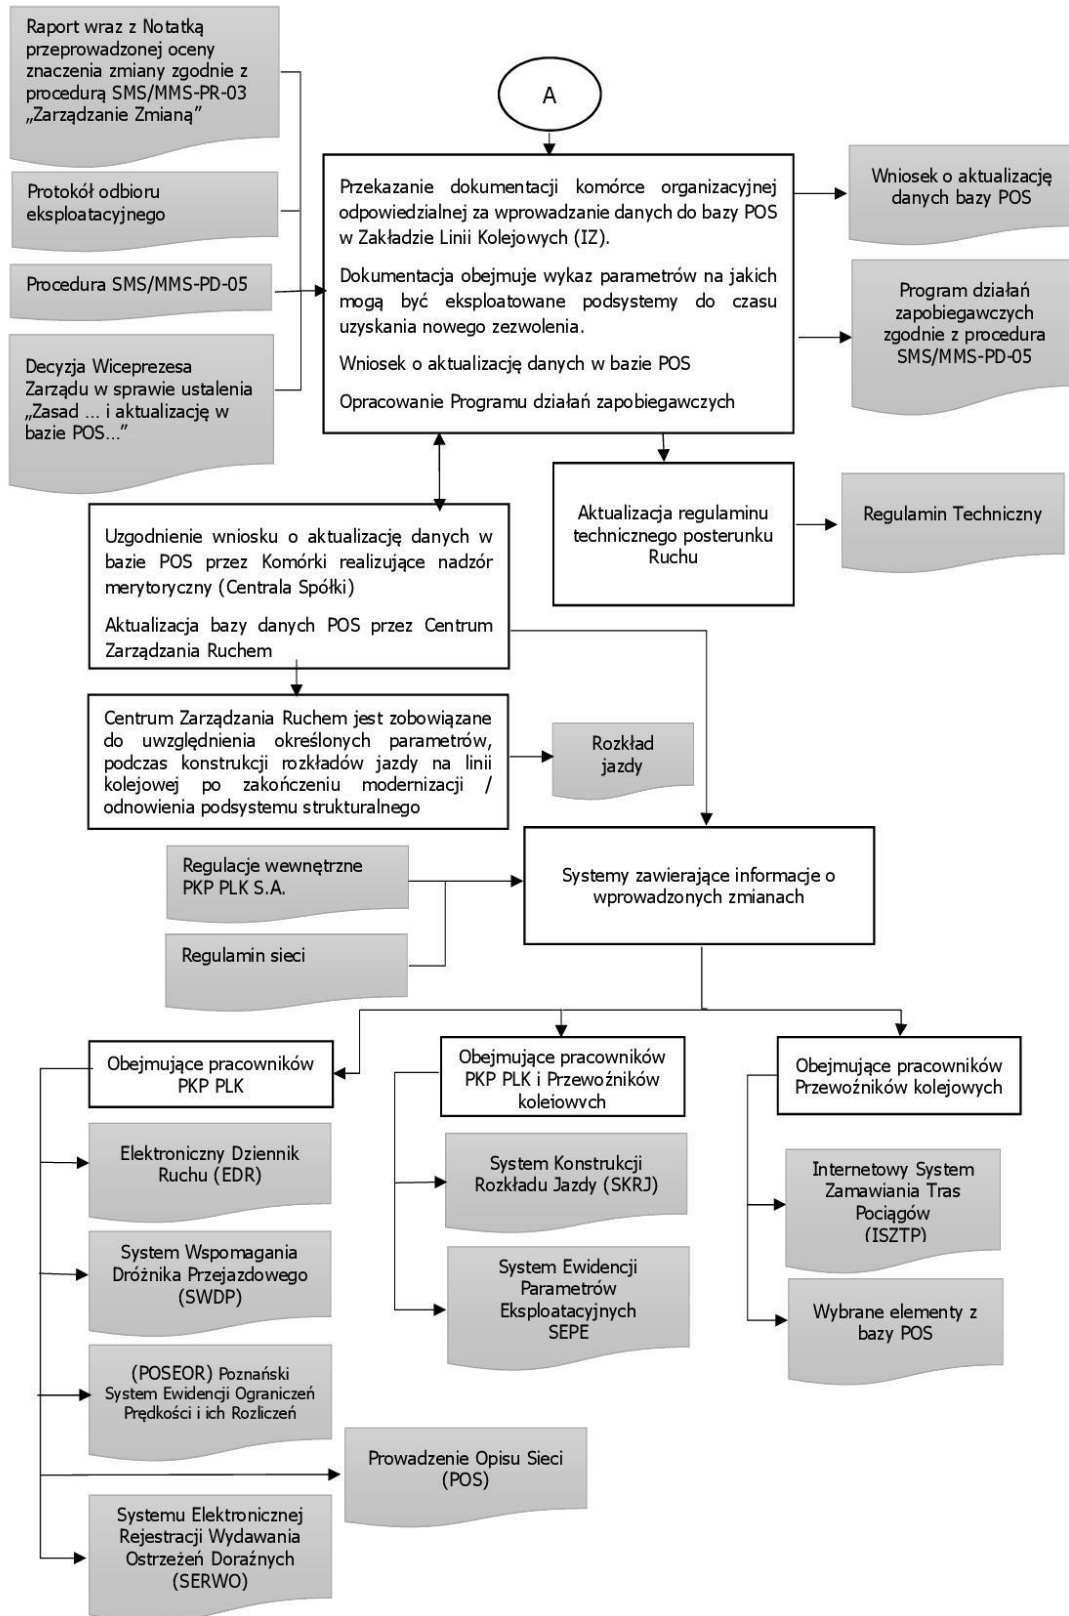 Raport wraz z Notatką
przeprowadzonej oceny
znaczenia zmiany zgodnie z
procedurą SMS/MMS-PR-03
„Zarządzanie Zmianą”
A
Protokół odbioru
eksploatacyjnego
Procedura SMS/MMS-PD-05
Decyzja Wiceprezesa
Zarządu w sprawie ustalenia
„Zasad ... i aktualizację w
bazie POS...”
Przekazanie dokumentacji komórce organizacyjnej
odpowiedzialnej za wprowadzanie danych do bazy POS
w Zakładzie Linii Kolejowych (IZ).
Dokumentacja obejmuje wykaz parametrów na jakich
mogą być eksploatowane podsystemy do czasu
uzyskania nowego zezwolenia.
Wniosek o aktualizację danych w bazie POS
Opracowanie Programu działań zapobiegawczych
Wniosek o aktualizację
danych bazy POS
Program działań
zapobiegawczych
zgodnie z procedura
SMS/MMS-PD-05
Uzgodnienie wniosku o aktualizację danych w
bazie POS przez Komórki realizujące nadzór
merytoryczny (Centrala Spółki)
Aktualizacja bazy danych POS przez Centrum
Zarządzania Ruchem
Aktualizacja regulaminu
technicznego posterunku
Ruchu
Regulamin Techniczny
Centrum Zarządzania Ruchem jest zobowiązane
do uwzględnienia określonych parametrów,
podczas konstrukcji rozkładów jazdy na linii
kolejowej po zakończeniu modernizacji /
odnowienia podsystemu strukturalnego
Rozkład
jazdy
Regulacje wewnętrzne
PKP PLK S.A.
Regulamin sieci
Systemy zawierające informacje o
wprowadzonych zmianach
Obejmujące pracowników
PKP PLK
Obejmujące pracowników
PKP PLK i Przewoźników
kolejowych
Obejmujące pracowników
Przewoźników kolejowych
Elektroniczny Dziennik
Ruchu (EDR)
System Wspomagania
Dróżnika Przejazdowego
(SWDP)
(POSEOR) Poznański
System Ewidencji Ograniczeń
Prędkości i ich Rozliczeń
Prowadzenie Opisu Sieci
(POS)
Systemu Elektronicznej
Rejestracji Wydawania
Ostrzeżeń Doraźnych
(SERWO)
System Konstrukcji
Rozkładu Jazdy (SKRJ)
System Ewidencji
Parametrów
Eksploatacyjnych
SEPE
Internetowy System
Zamawiania Tras
Pociągów
(ISZTP)
Wybrane elementy z
bazy POS